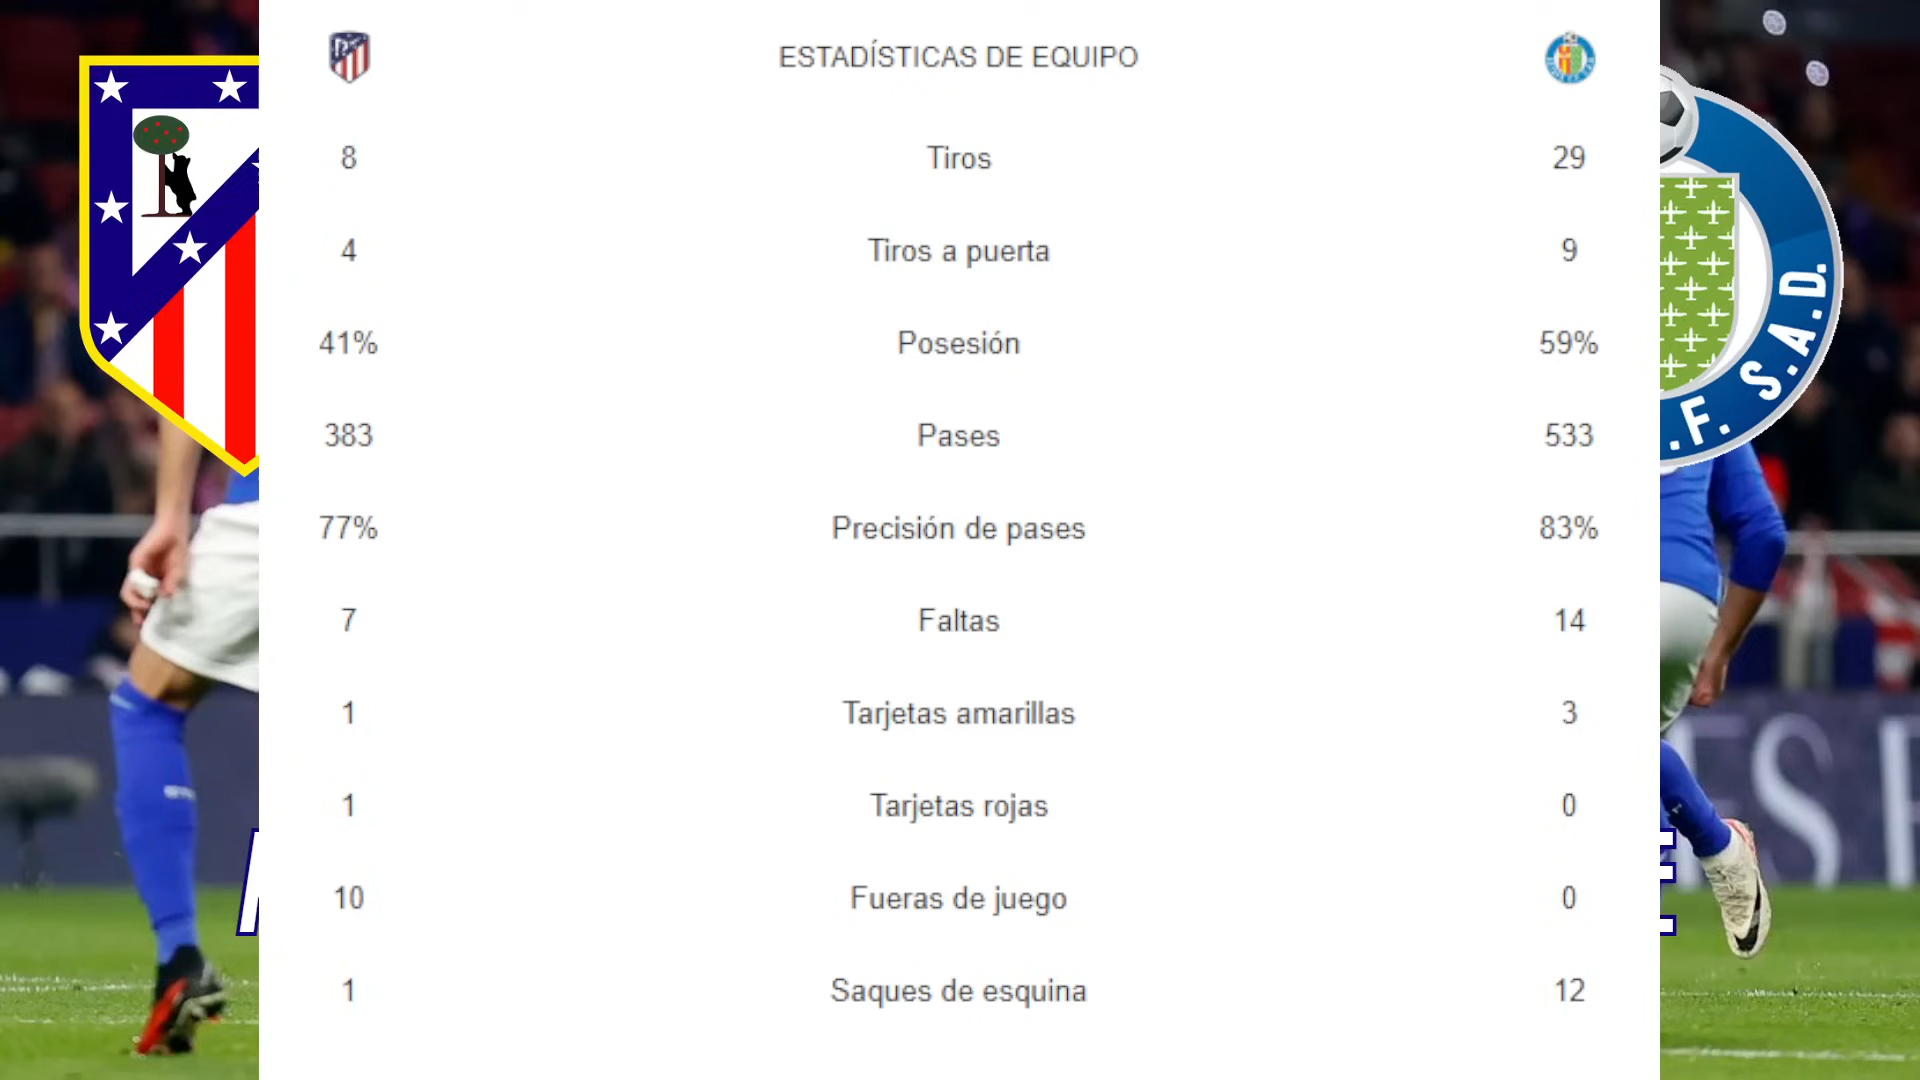 ESTADÍSTICAS DE EQUIPO
8 Tiros 29
4 Tiros a puerta 9
41% Posesión 59%
383 Pases 533
77% Precisión de pases 83%
7 Faltas 14
1 Tarjetas amarillas 3
1 Tarjetas rojas 0
10 Fueras de juego 0
1 Saques de esquina 12
.F. S.A.D.